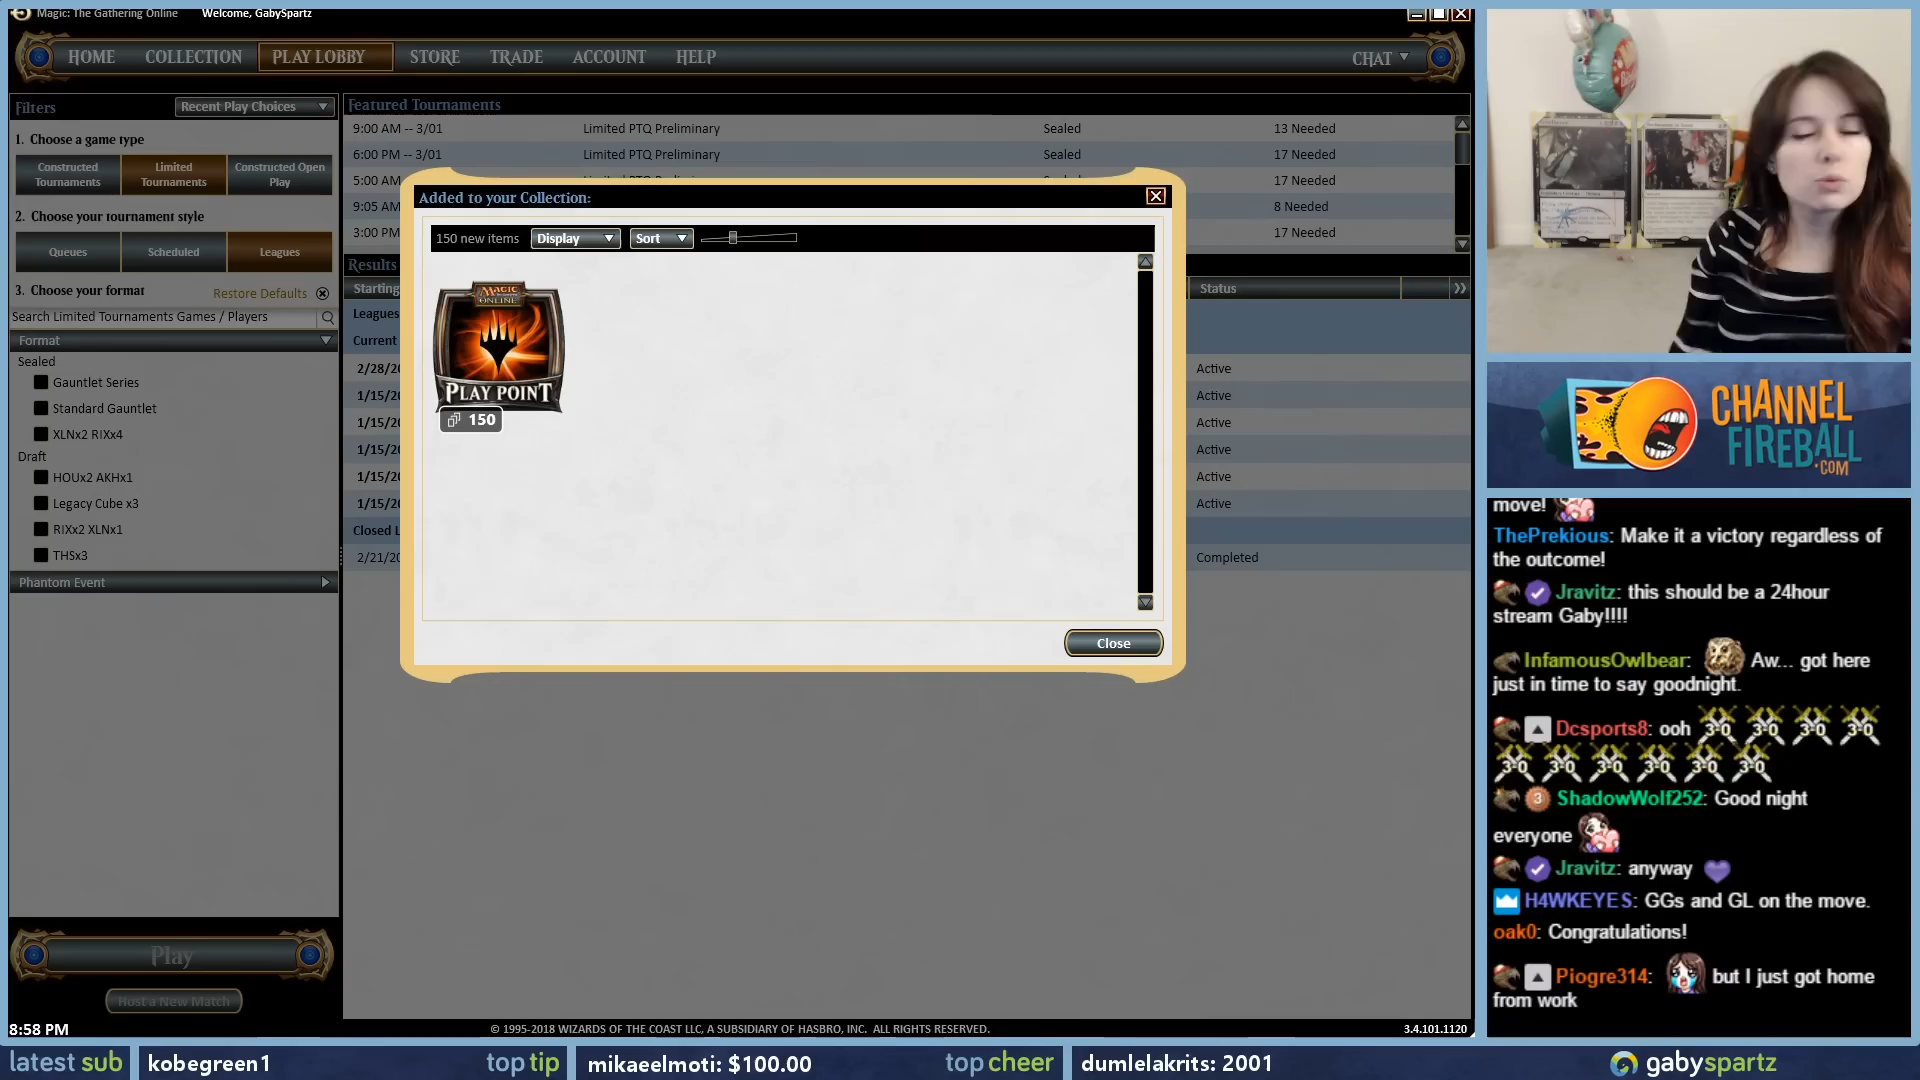 Magic: The Gathering Online   Welcome, GabySpartz
HOME COLLECTION PLAY LOBBY STORE TRADE ACCOUNT HELP CHAT
Filters
Recent Play Choices
1. Choose a game type
Constructed Tournaments
Limited Tournaments
Constructed Open Play
2. Choose your tournament style
Queues Scheduled Leagues
3. Choose your format
Restore Defaults
Search Limited Tournaments Games / Players
Format
Sealed
Gauntlet Series
Standard Gauntlet
XLNx2 RIXx4
Draft
HOUx2 AKHx1
Legacy Cube x3
RIXx2 XLNx1
THSx3
Phantom Event
Play
Host a New Match
8:58 PM
Featured Tournaments
9:00 AM -- 3/01 Limited PTQ Preliminary Sealed 13 Needed
6:00 PM -- 3/01 Limited PTQ Preliminary Sealed 17 Needed
5:00 AM 17 Needed
9:05 AM 8 Needed
3:00 PM 17 Needed
Results
Starting Status
Leagues
Current
2/28/20 Active
1/15/20 Active
1/15/20 Active
1/15/20 Active
1/15/20 Active
1/15/20 Active
Closed L
2/21/20 Completed
Added to your Collection:
150 new items Display Sort
MAGIC
ONLINE
PLAY POINT
150
Close
© 1995-2018 WIZARDS OF THE COAST LLC, A SUBSIDIARY OF HASBRO, INC. ALL RIGHTS RESERVED.
3.4.101.1120
CHANNEL
FIREBALL
.COM
move!
ThePrekious: Make it a victory regardless of
the outcome!
Jravitz: this should be a 24hour
stream Gaby!!!!
InfamousOwlbear: Aw... got here
just in time to say goodnight.
Dcsports8: ooh 3-0 3-0 3-0 3-0
3-0 3-0 3-0 3-0 3-0 3-0
3 ShadowWolf252: Good night
everyone
Jravitz: anyway
H4WKEYES: GGs and GL on the move.
oak0: Congratulations!
Piogre314: but I just got home
from work
latest sub kobegreen1 top tip mikaeelmoti: $100.00 top cheer dumlelakrits: 2001 gabyspartz